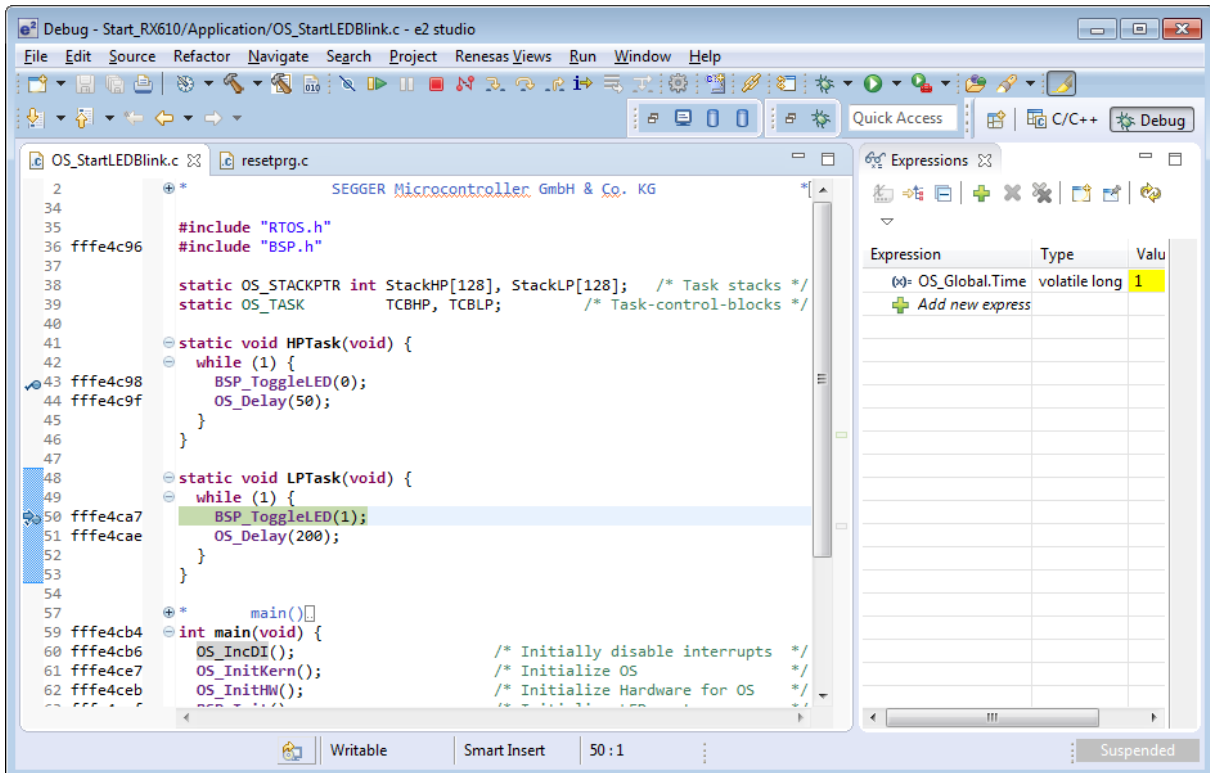 Debug - Start_RX610/Application/OS_StartLEDBlink.c - e2 studio
File Edit Source Refactor Navigate Search Project Renesas Views Run Window Help
Quick Access C/C++ Debug
OS_StartLEDBlink.c resetprg.c
Expressions
2 * SEGGER Microcontroller GmbH & Co. KG *[
34
35 #include "RTOS.h"
36 fffe4c96 #include "BSP.h"
37
38 static OS_STACKPTR int StackHP[128], StackLP[128]; /* Task stacks */
39 static OS_TASK TCBHP, TCBLP; /* Task-control-blocks */
40
41 static void HPTask(void) {
42 while (1) {
43 fffe4c98 BSP_ToggleLED(0);
44 fffe4c9f OS_Delay(50);
45 }
46 }
47
48 static void LPTask(void) {
49 while (1) {
50 fffe4ca7 BSP_ToggleLED(1);
51 fffe4cae OS_Delay(200);
52 }
53 }
54
57 * main()
59 fffe4cb4 int main(void) {
60 fffe4cb6 OS_IncDI(); /* Initially disable interrupts */
61 fffe4ce7 OS_InitKern(); /* Initialize OS */
62 fffe4ceb OS_InitHW(); /* Initialize Hardware for OS */
Expression Type Valu
(x)= OS_Global.Time volatile long 1
Add new express
Writable Smart Insert 50 : 1 Suspended